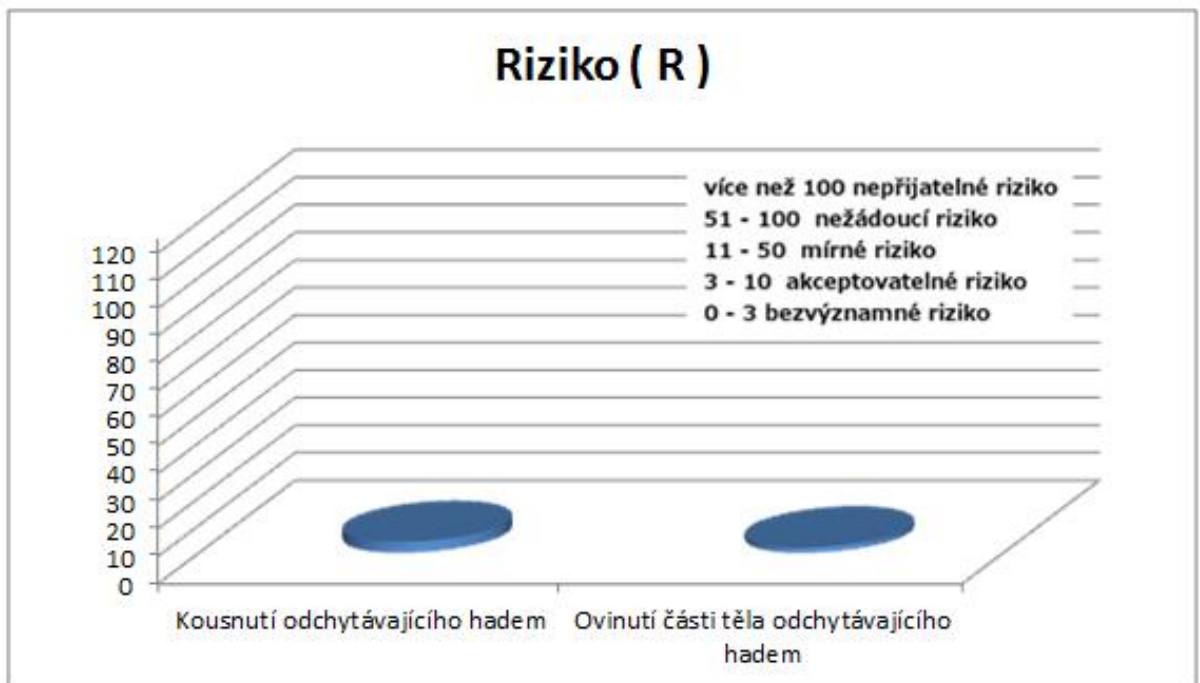 Riziko ( R )
více než 100 nepřijatelné riziko
51 - 100 nežádoucí riziko
11 - 50 mírné riziko
3 - 10 akceptovatelné riziko
0 - 3 bezvýznamné riziko
120
110
100
90
80
70
60
50
40
30
20
10
0
Kousnutí odchytávajícího hadem
Ovinutí části těla odchytávajícího
hadem